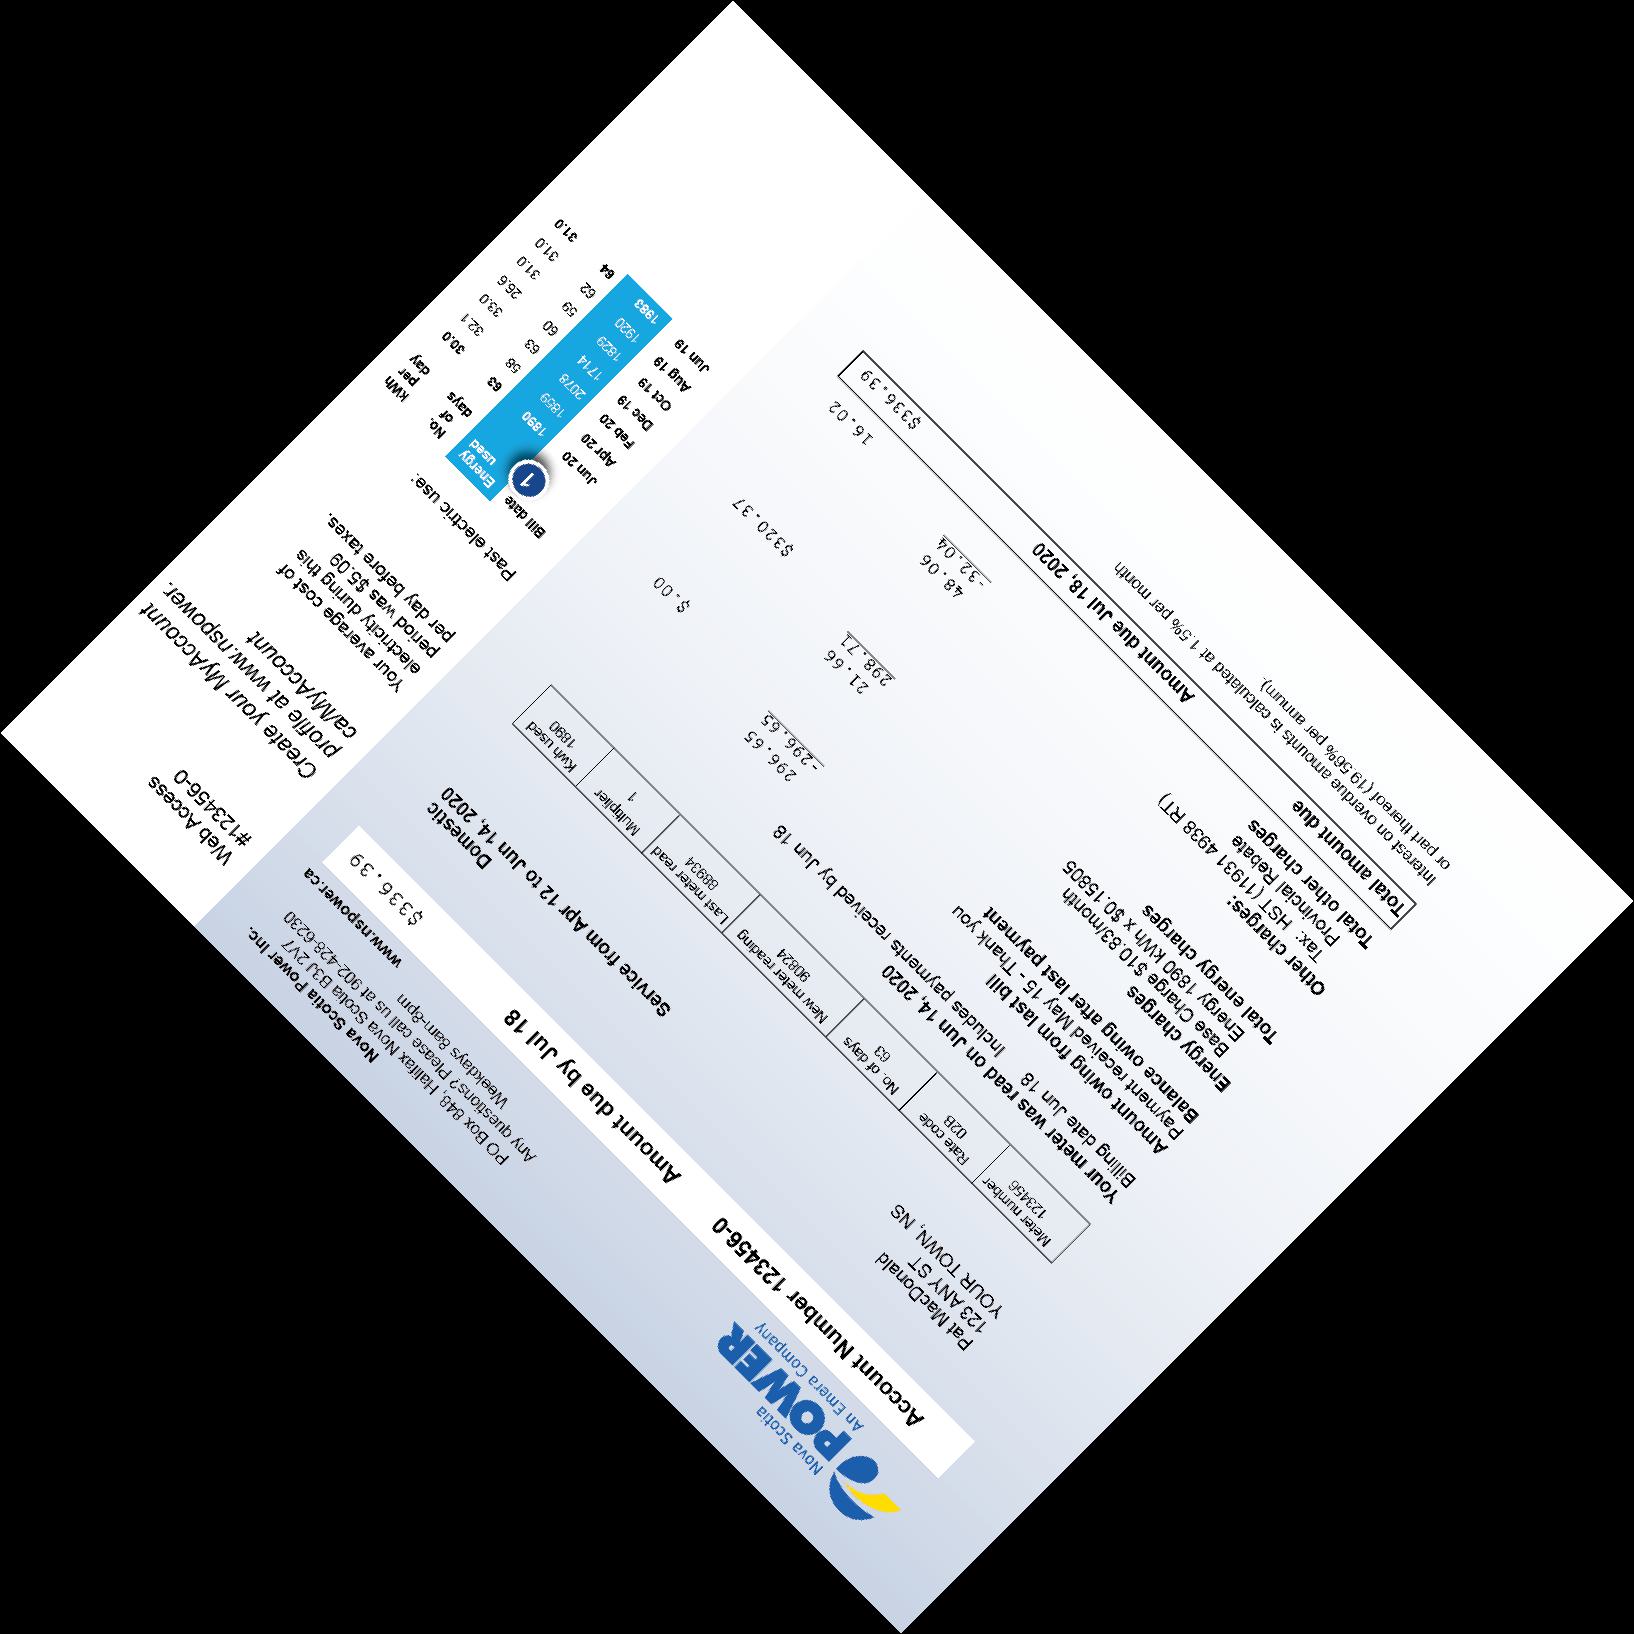 Nova Scotia
POWER
An Emera Company
Nova Scotia Power Inc.
PO Box 848, Halifax Nova Scotia B3J 2V7
Any questions? Please call us at 902-428-6230
Weekdays 8am-8pm
www.nspower.ca
Account Number 123456-0 Amount due by Jul 18 $336.39
Pat MacDonald
123 ANY ST
YOUR TOWN, NS
Service from Apr 12 to Jun 14, 2020
Domestic
Meter number Rate code No. of days New meter reading Last meter read Multiplier Kwh used
123456 02B 63 90824 88934 1 1890
Your meter was read on Jun 14, 2020
Billing date Jun 18 Includes payments received by Jun 18
Amount owing from last bill 296.65
Payment received May 15 - Thank you -296.65
Balance owing after last payment $.00
Energy charges
Base Charge $10.83/month 21.66
Energy 1890 kWh x $0.15805 298.71
Total energy charges $320.37
Other charges:
Tax: HST (11931 4938 RT) 48.06
Provincial Rebate -32.04
Total other charges 16.02
Total amount due Amount due Jul 18, 2020 $336.39
Interest on overdue amounts is calculated at 1.5% per month
or part thereof (19.56% per annum).
Web Access
#123456-0
Create your MyAccount
profile at www.nspower.
ca/MyAccount
Your average cost of
electricity during this
period was $5.09
per day before taxes.
Past electric use:
Bill date Energy used No. of days kWh per day
1
Jun 20 1890 63 30.0
Apr 20 1859 58 32.1
Feb 20 2078 63 33.0
Dec 19 1714 60 26.6
Oct 19 1829 59 31.0
Aug 19 1920 62 31.0
Jun 19 1983 64 31.0